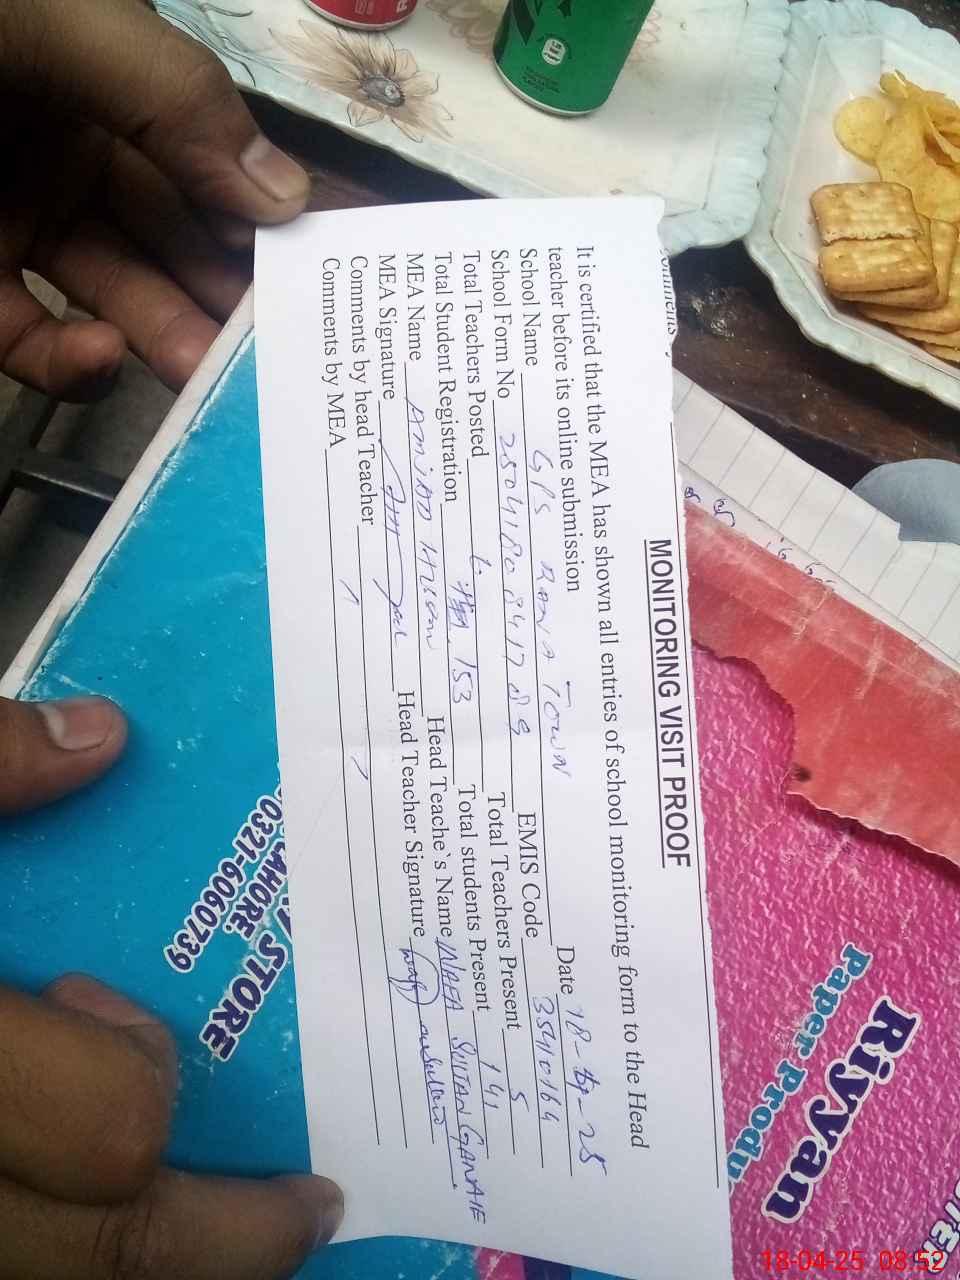 Comments
MONITORING VISIT PROOF
It is certified that the MEA has shown all entries of school monitoring form to the Head
teacher before its online submission
School Name GPS RANA TOWN Date 18- -25
School Form No EMIS Code 35410164
Total Teachers Posted 6 Total Teachers Present 5
Total Student Registration 153 Total students Present 141
MEA Name Head Teache`s Name WAFA SULTAN
MEA Signature Head Teacher Signature
Comments by head Teacher
Comments by MEA
Riyyan
Paper Produ
STORE
LAHORE.
0321-6060739
18-04-25 08:52